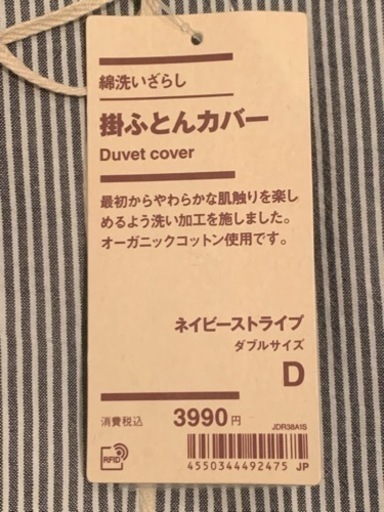 綿洗いざらし
掛ふとんカバー
Duvet cover
最初からやわらかな肌触りを楽し
めるよう洗い加工を施しました。
オーガニックコットン使用です。
ネイビーストライプ
ダブルサイズ
D
消費税込 3990円
JDR38A1S
RFID
4550344492475 JP